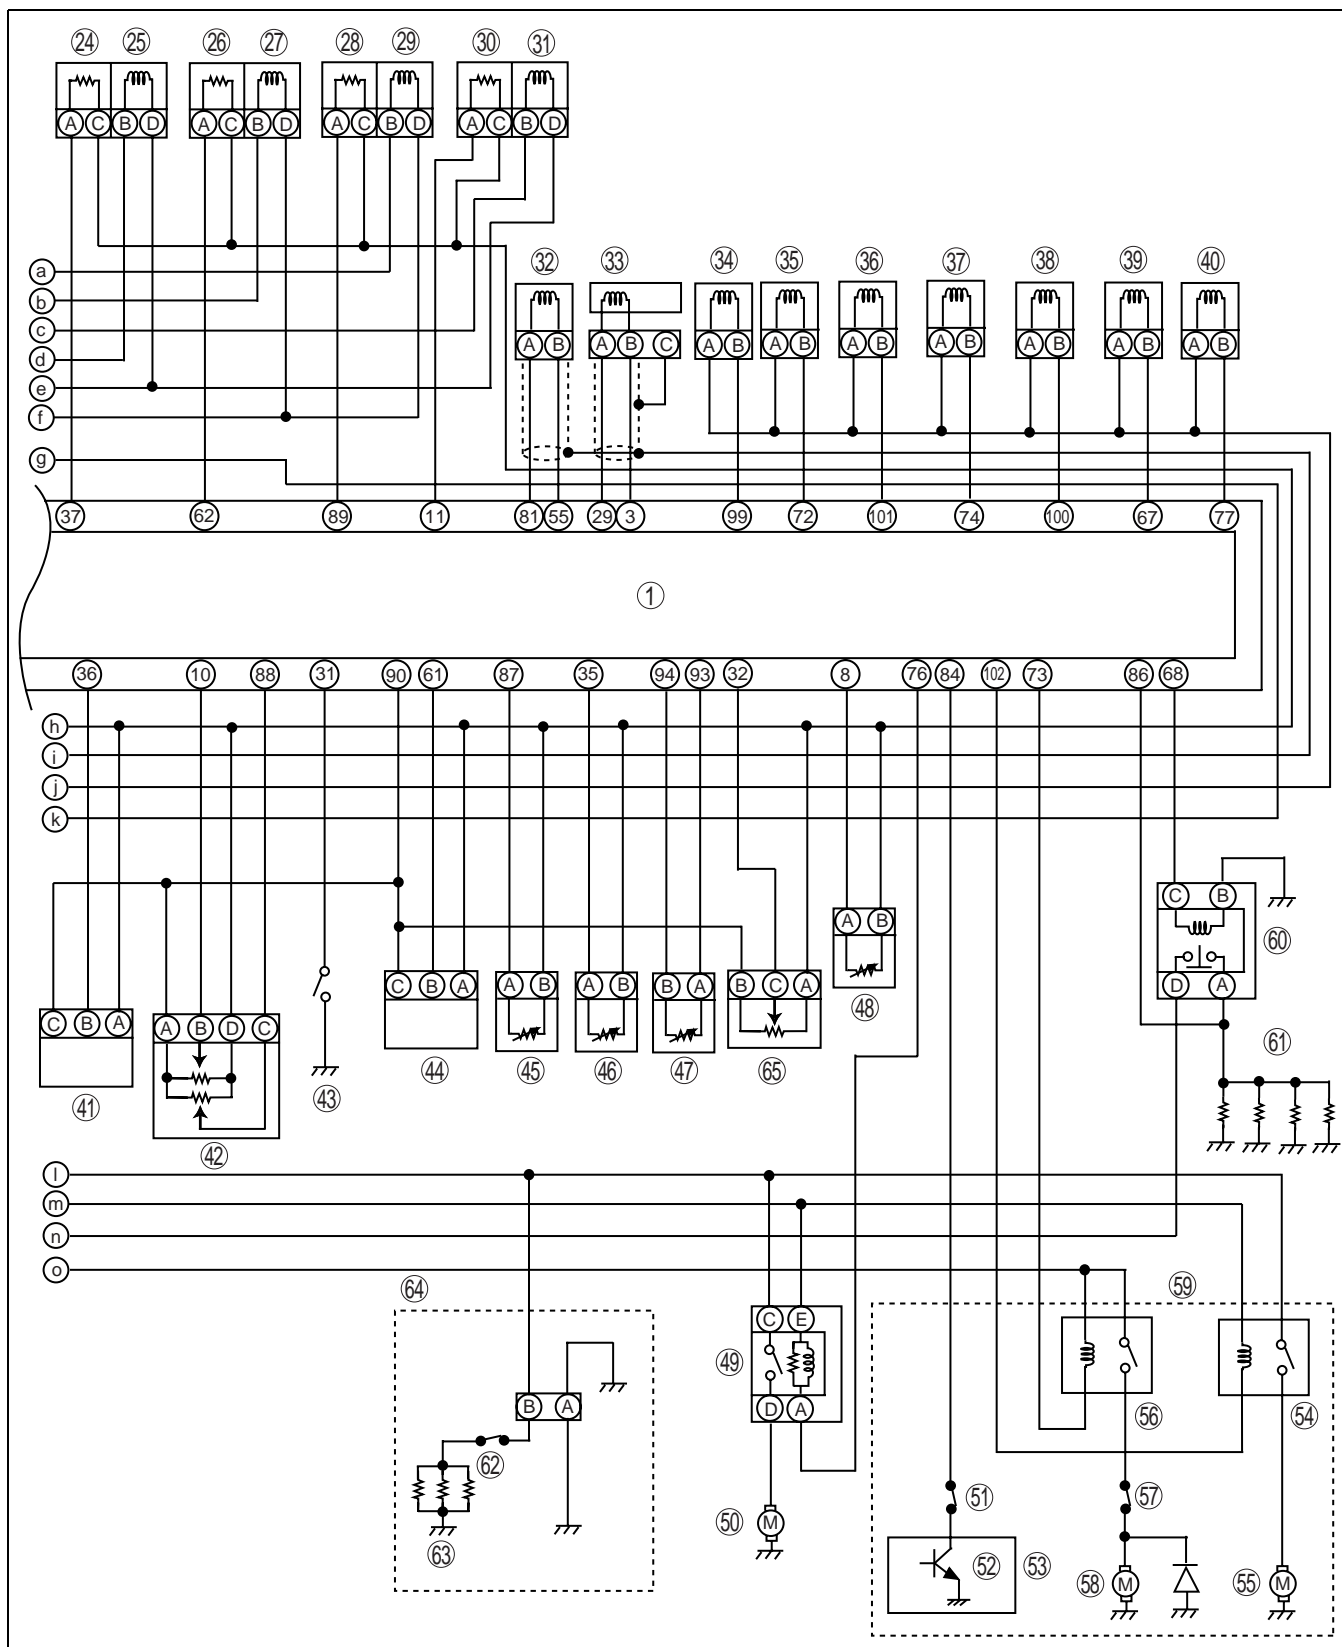 24 25 26 27 28 29 30 31
A C B D A C B D A C B D A C B D
32 33 34 35 36 37 38 39 40
a
b
c
d
e
f
g
A B A B C A B A B A B A B A B A B A B
37 62 89 11 81 55 29 3 99 72 101 74 100 67 77
1
36 10 88 31 90 61 87 35 94 93 32 8 76 84 102 73 86 68
h
i
j
k
C B
60
A B
48
D A
C B A A B A B B A B C A
44 45 46 47 65
C B A A B D C
41 42 43
61
l
m
n
o
64 59
C E
49
D A
B A
56 54
62
51 57
50 M
63
52 53 58 M 55 M